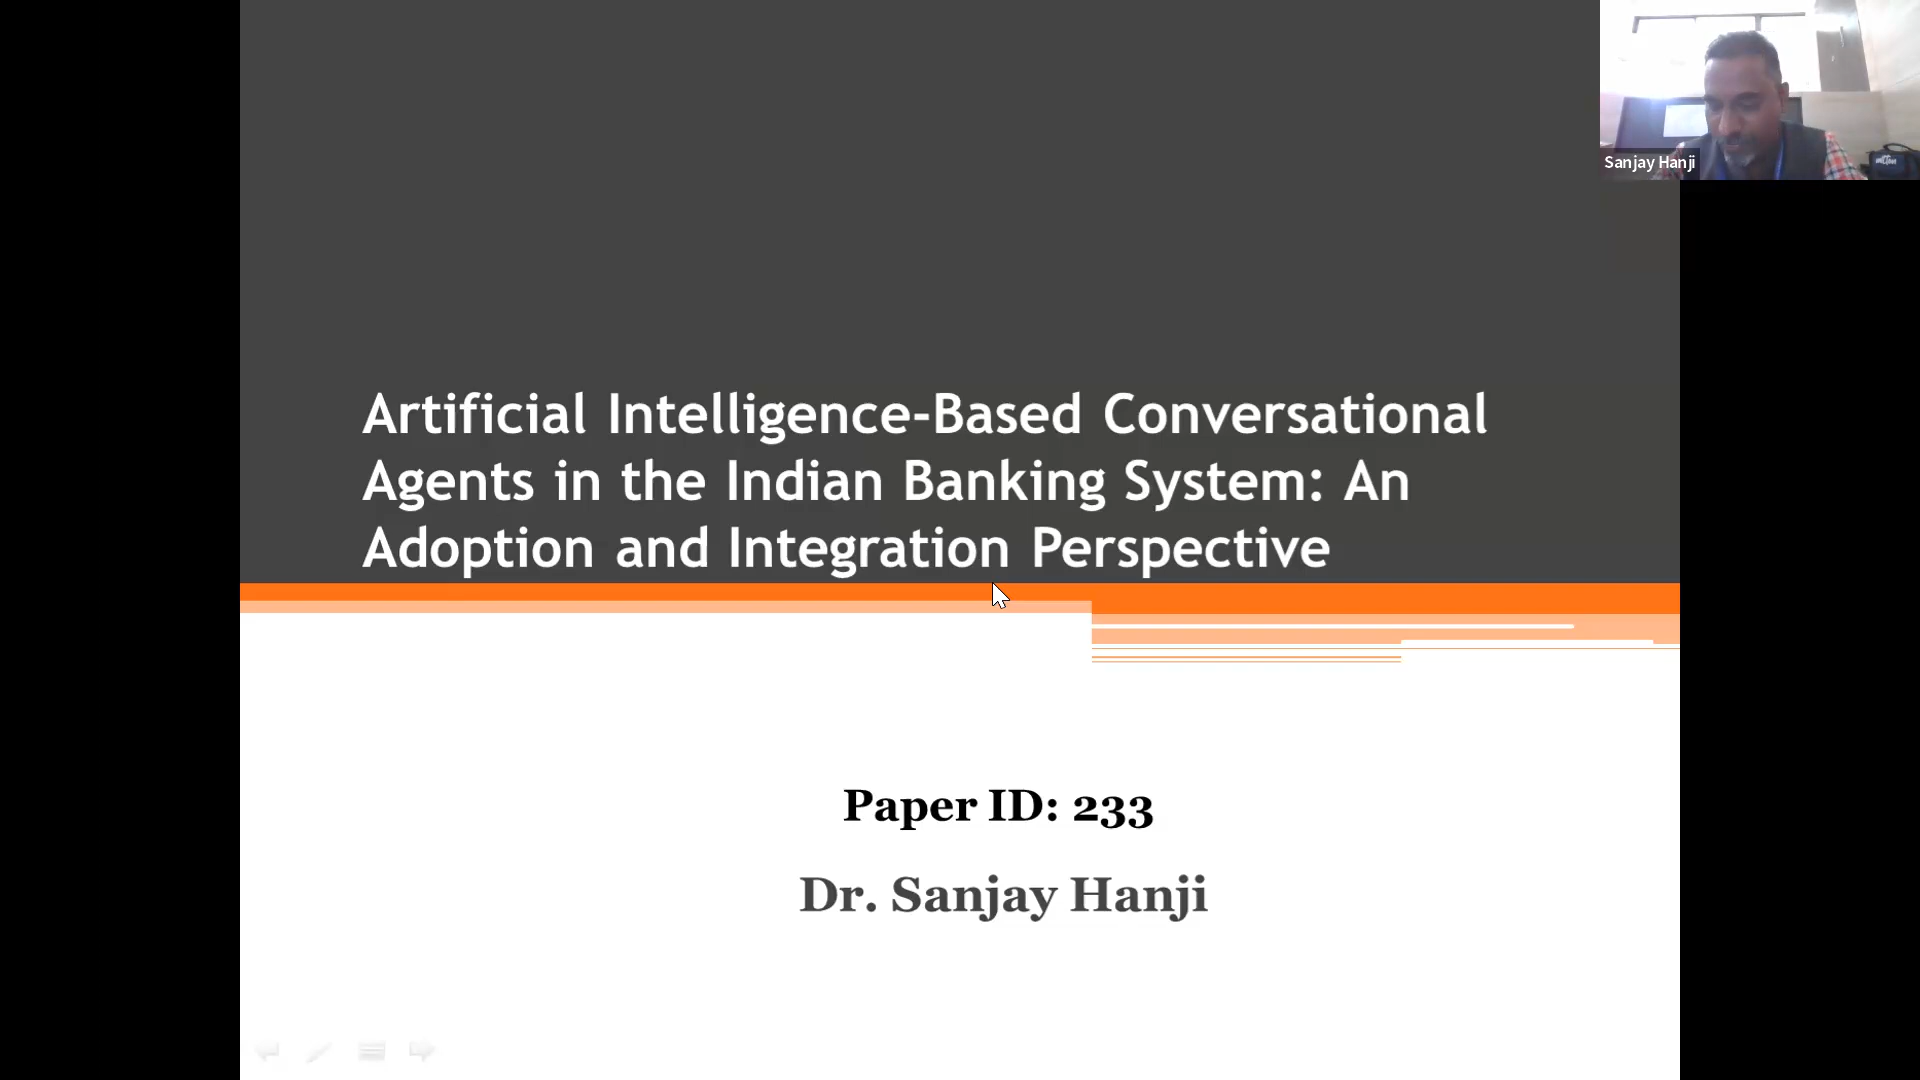 Sanjay Hanji
Artificial Intelligence-Based Conversational
Agents in the Indian Banking System: An
Adoption and Integration Perspective
Paper ID: 233
Dr. Sanjay Hanji